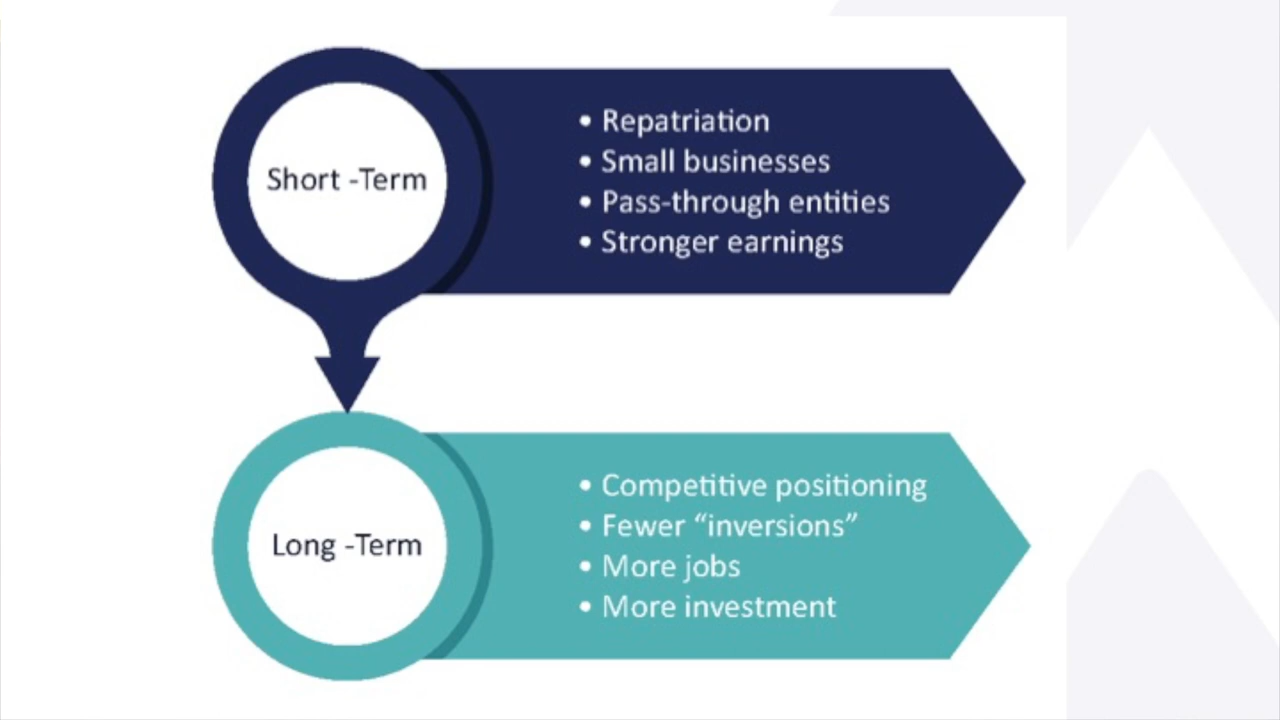 Short -Term
• Repatriation
• Small businesses
• Pass-through entities
• Stronger earnings
Long -Term
• Competitive positioning
• Fewer “inversions”
• More jobs
• More investment